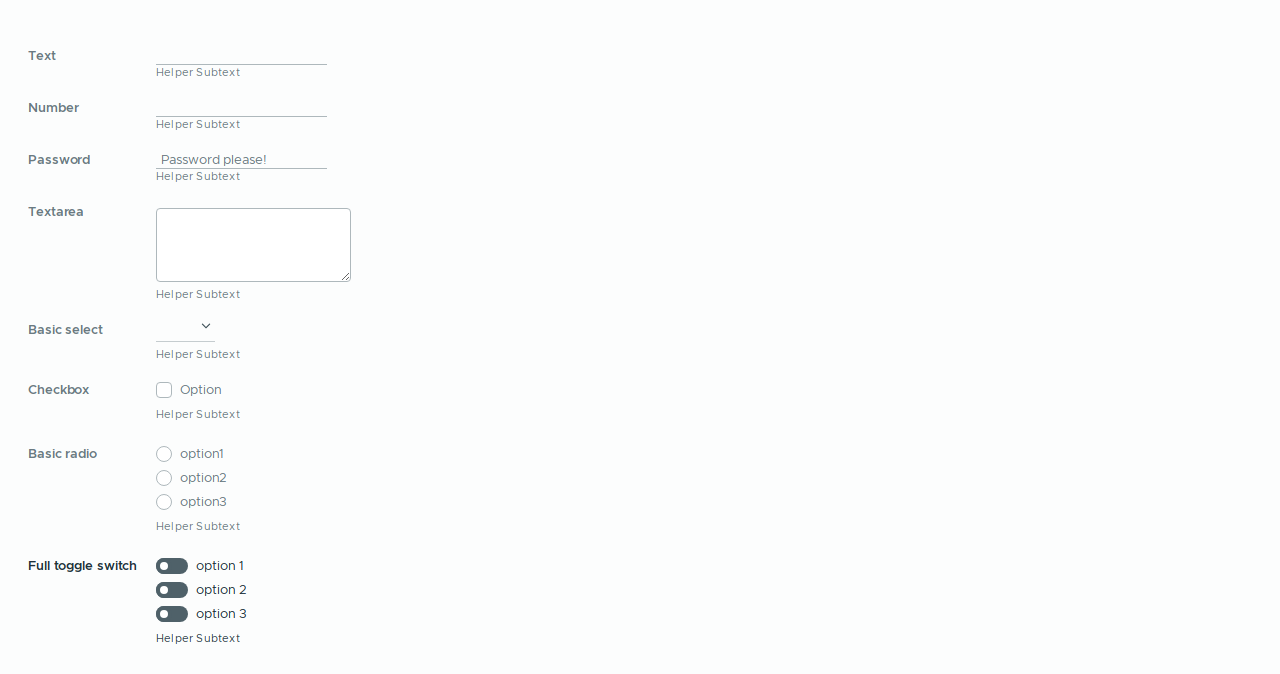 Text
Helper Subtext
Number
Helper Subtext
Password Password please!
Helper Subtext
Textarea
Helper Subtext
Basic select
Helper Subtext
Checkbox Option
Helper Subtext
Basic radio option1
option2
option3
Helper Subtext
Full toggle switch option 1
option 2
option 3
Helper Subtext